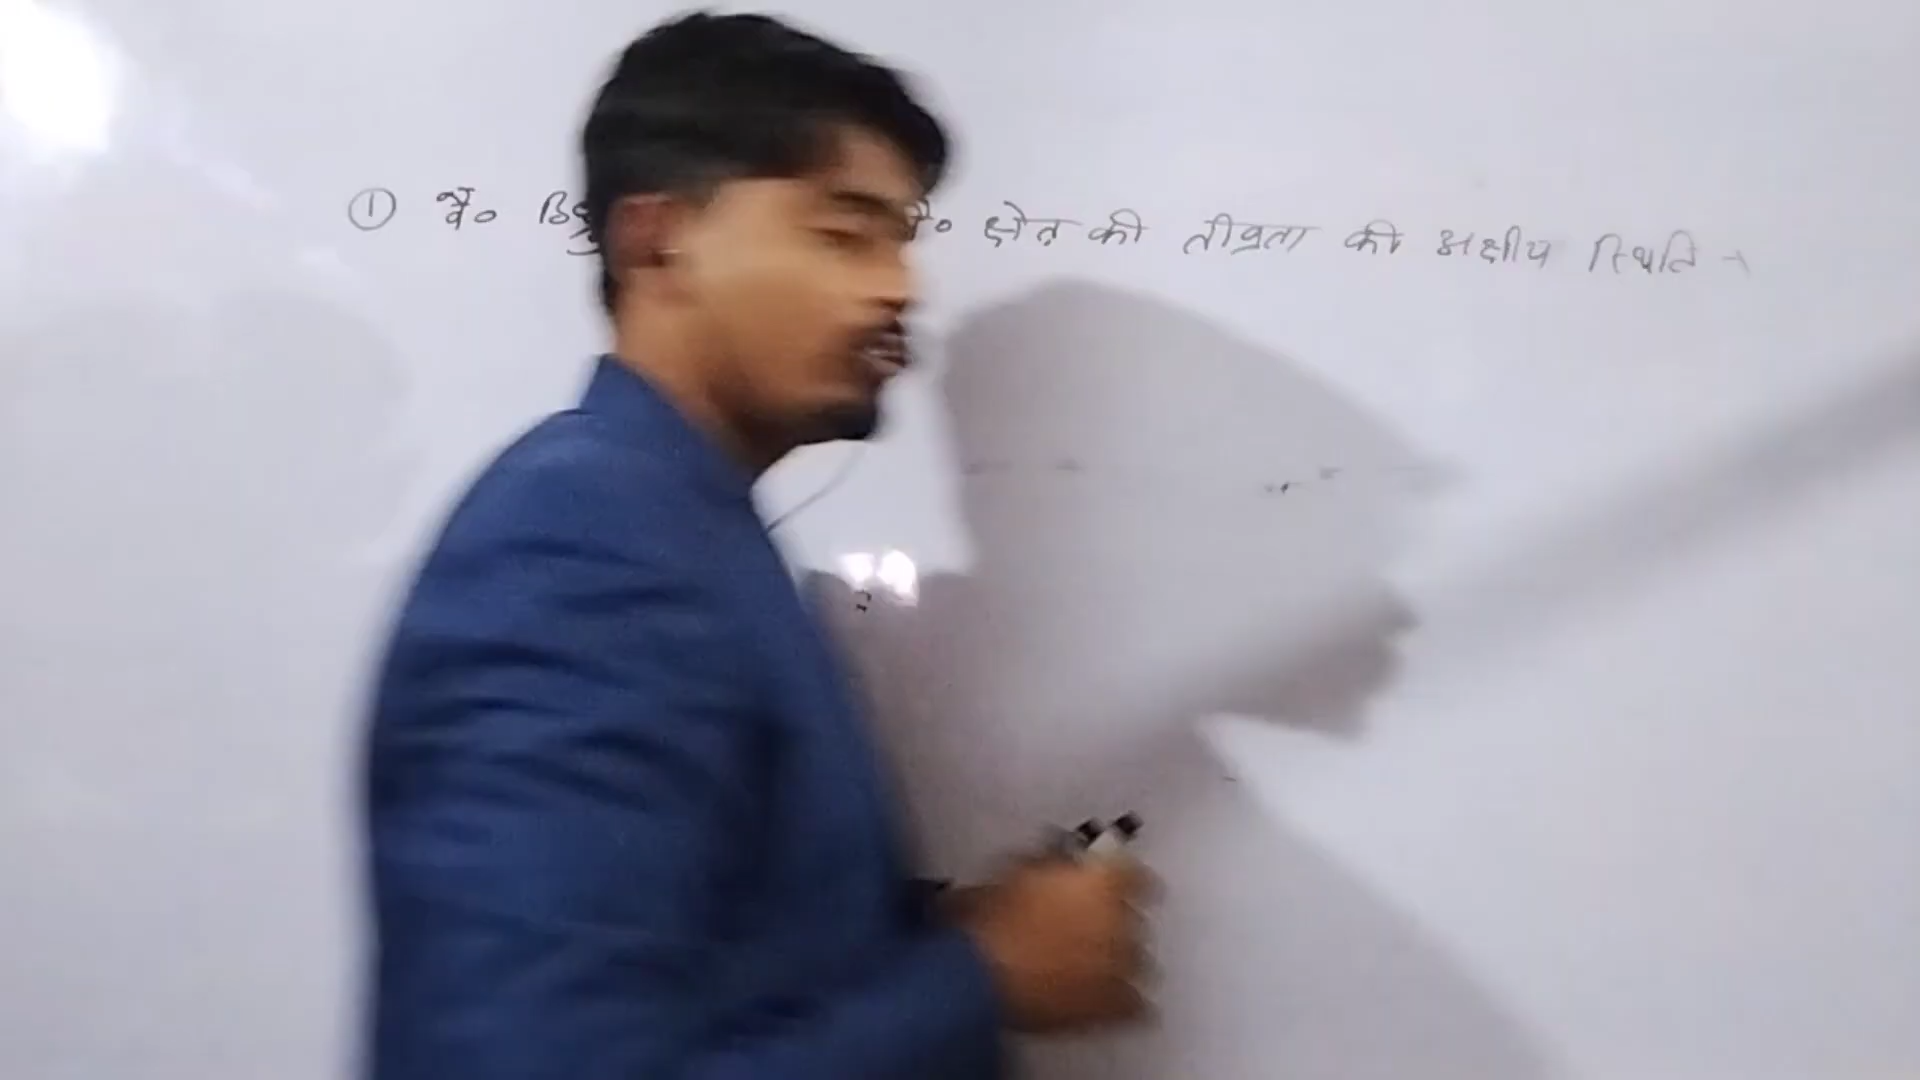 ① वै० क्षेत्र की तीव्रता की अक्षीय स्थिति →